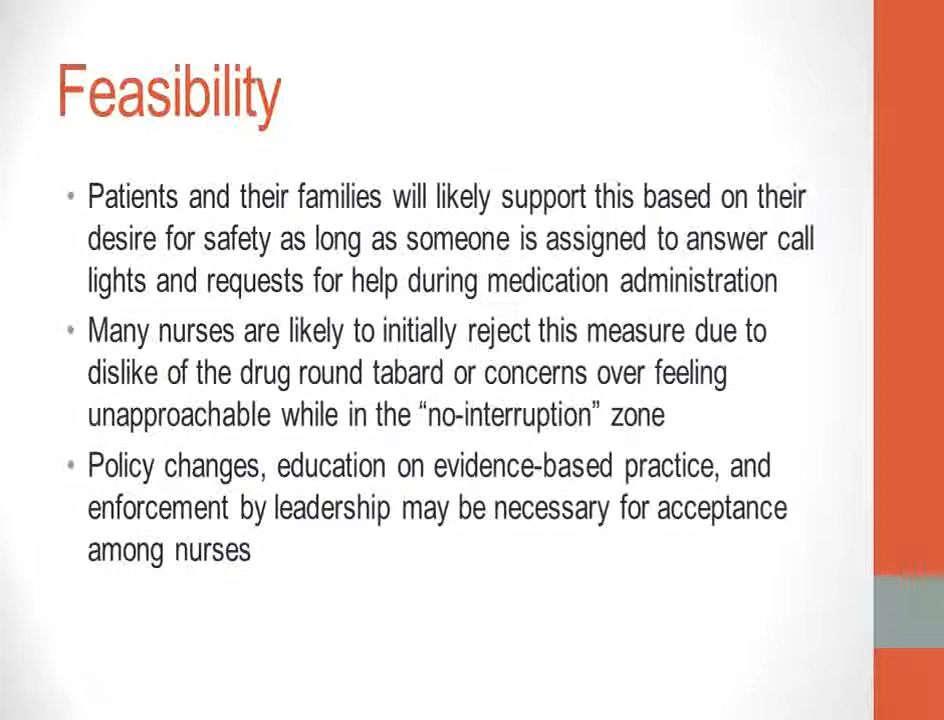 Feasibility
• Patients and their families will likely support this based on their
desire for safety as long as someone is assigned to answer call
lights and requests for help during medication administration
• Many nurses are likely to initially reject this measure due to
dislike of the drug round tabard or concerns over feeling
unapproachable while in the “no-interruption” zone
• Policy changes, education on evidence-based practice, and
enforcement by leadership may be necessary for acceptance
among nurses